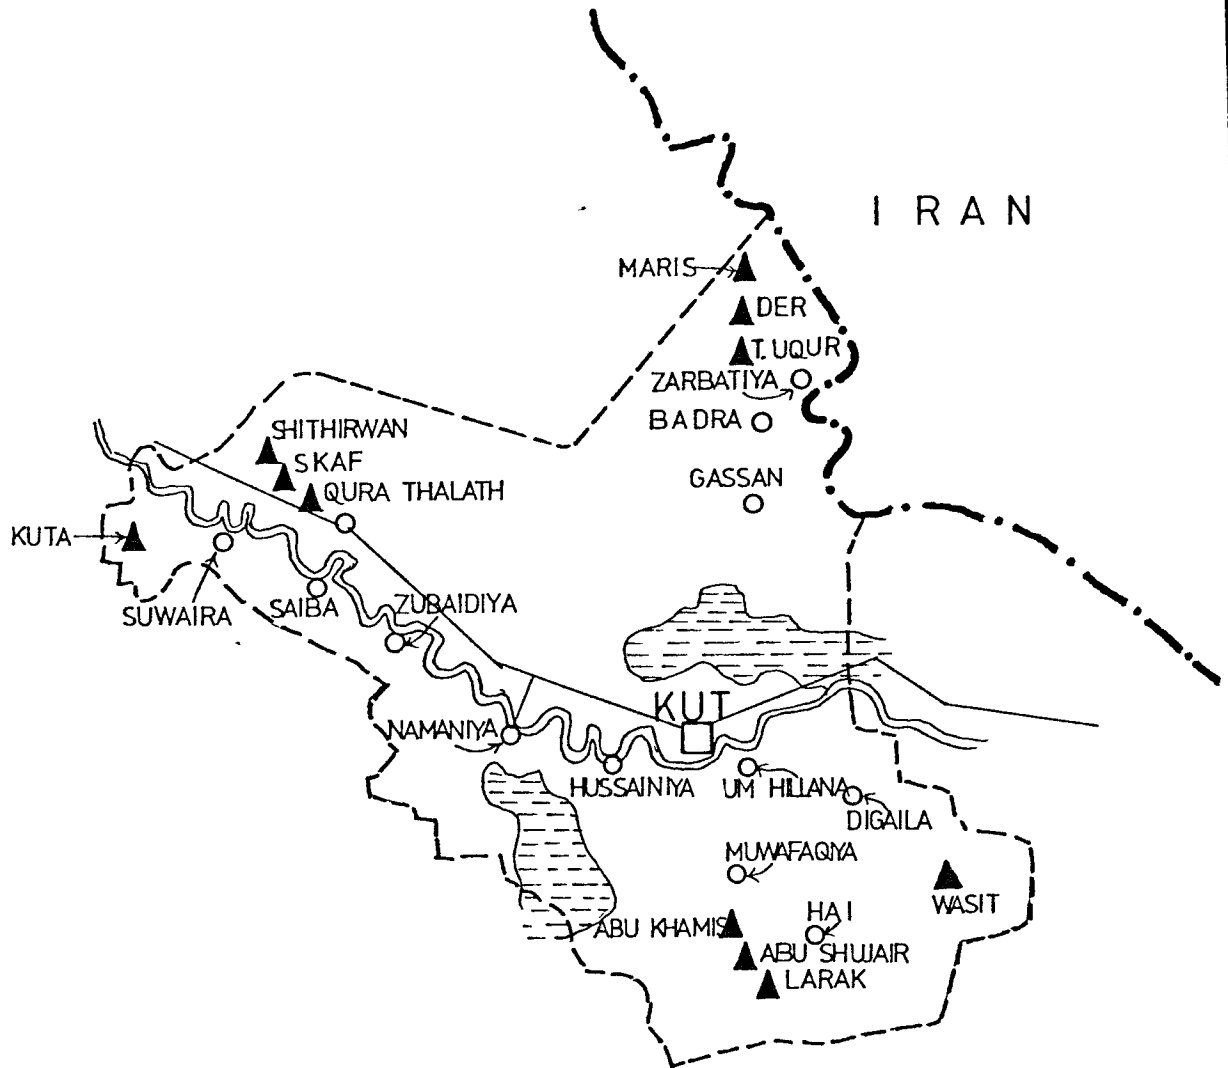 IRAN
MARIS
DER
T. UQUR
ZARBATIYA
BADRA
SHITHIRWAN
SKAF
GASSAN
QURA THALATH
KUTA
SUWAIRA
SAIBA
ZUBAIDIYA
KUT
NAMANIYA
HUSSAINIYA
UM HILLANA
DIGAILA
MUWAFAQIYA
WASIT
HAI
ABU KHAMIS
ABU SHUJAIR
LARAK